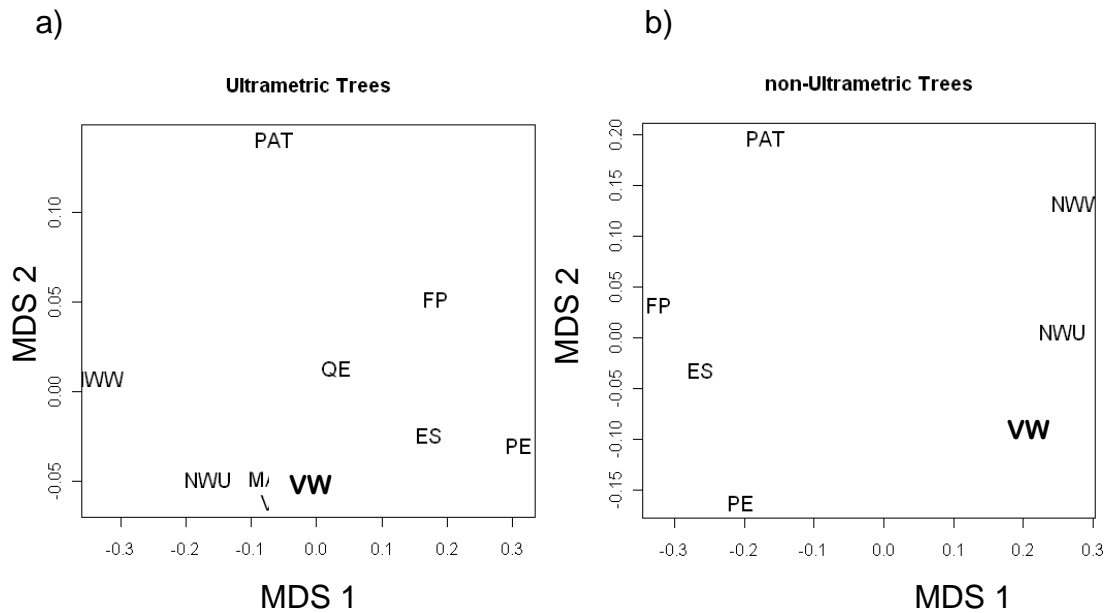 a)
Ultrametric Trees
PAT
FP
QE
ES
PE
NWU
VW
MDS 2
0.10
0.05
0.00
-0.05
-0.3 -0.2 -0.1 0.0 0.1 0.2 0.3
MDS 1
b)
non-Ultrametric Trees
PAT
FP
NWU
ES
VW
PE
MDS 2
0.20
0.15
0.10
0.05
0.00
-0.05
-0.10
-0.15
-0.3 -0.2 -0.1 0.0 0.1 0.2 0.3
MDS 1